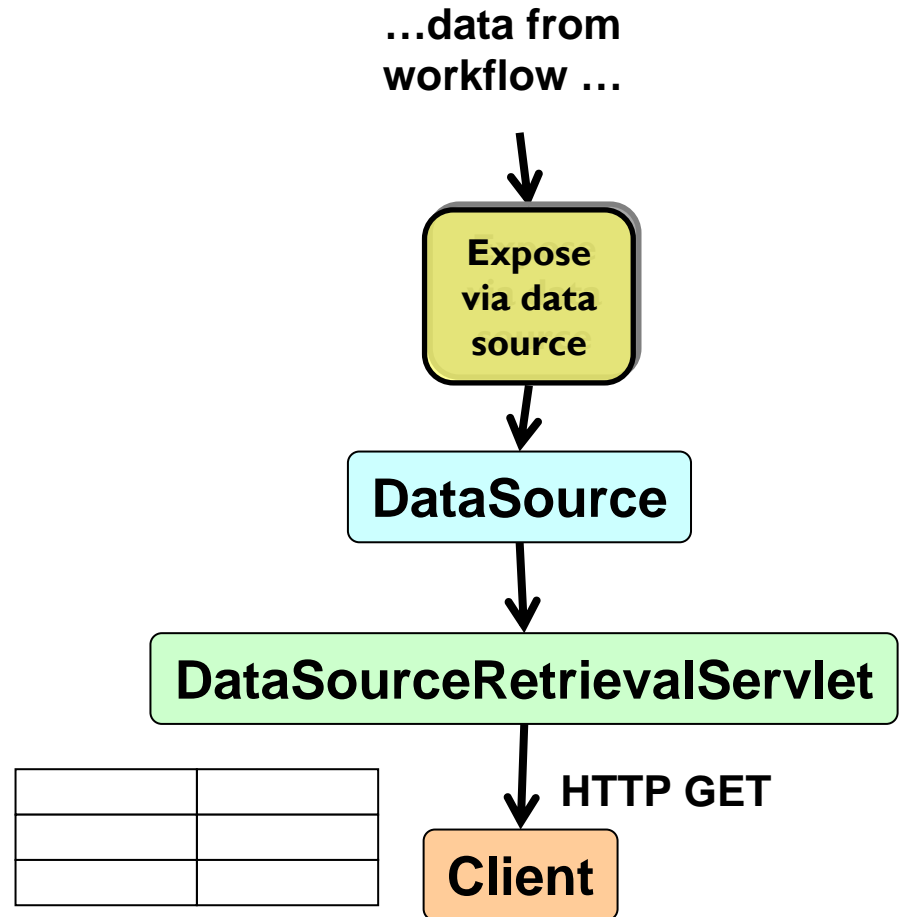 …data from
workflow …
Expose
via data
source
DataSource
DataSourceRetrievalServlet
HTTP GET
Client